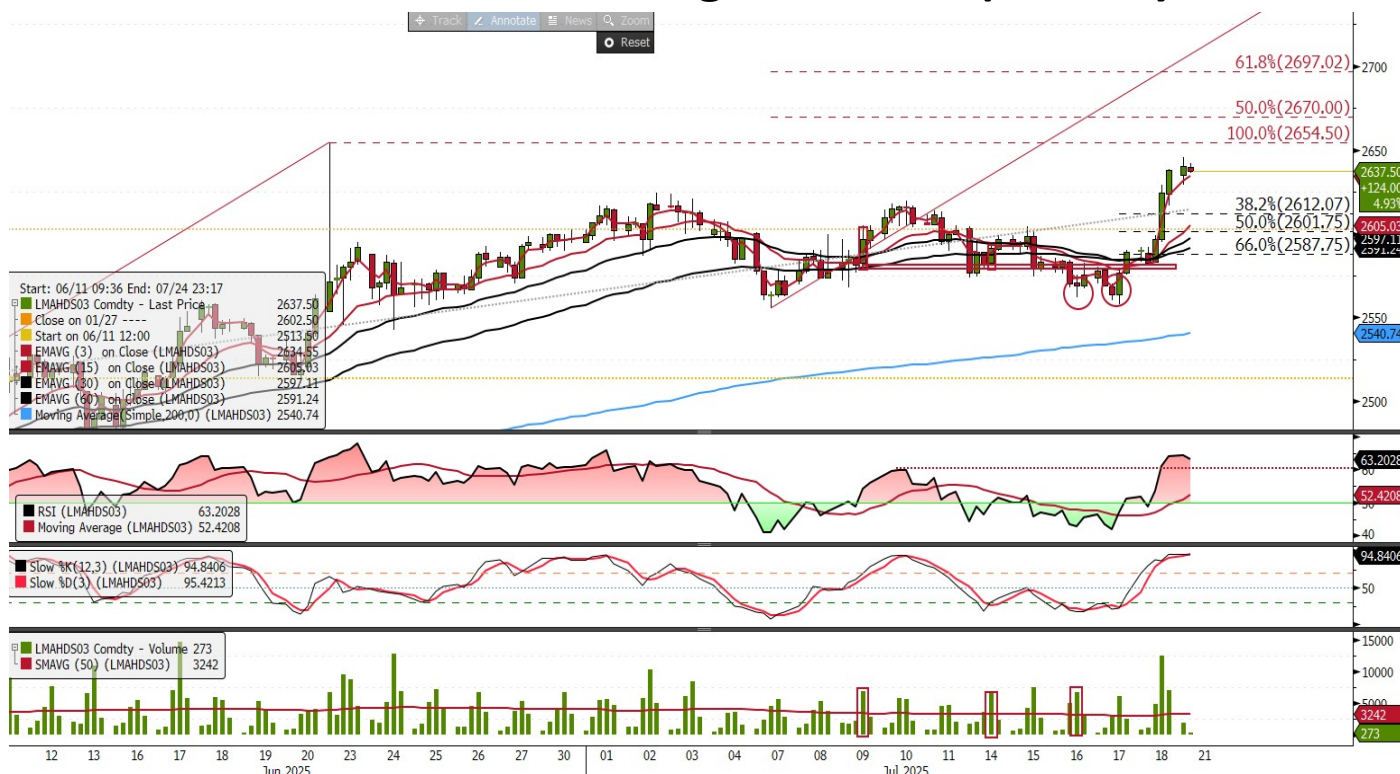 Track Annotate News Zoom
Reset
61.8%(2697.02)
50.0%(2670.00)
100.0%(2654.50)
38.2%(2612.07)
50.0%(2601.75)
66.0%(2587.75)
2700
2650
2637.50
+124.00
4.93%
2605.03
2597.11
2591.24
2550
2540.74
2500
Start: 06/11 09:36 End: 07/24 23:17
LMAHDS03 Comdty - Last Price 2637.50
Close on 01/27 ---- 2602.50
Start on 06/11 12:00 2513.50
EMAVG (3) on Close (LMAHDS03) 2634.55
EMAVG (15) on Close (LMAHDS03) 2605.03
EMAVG (30) on Close (LMAHDS03) 2597.11
EMAVG (60) on Close (LMAHDS03) 2591.24
Moving Average(Simple,200,0) (LMAHDS03) 2540.74
RSI (LMAHDS03) 63.2028
Moving Average (LMAHDS03) 52.4208
63.2028
60
52.4208
50
40
Slow %K(12,3) (LMAHDS03) 94.8406
Slow %D(3) (LMAHDS03) 95.4213
94.8406
50
LMAHDS03 Comdty - Volume 273
SMAVG (50) (LMAHDS03) 3242
15000
10000
5000
3242
273
12 13 16 17 18 19 20 23 24 25 26 27 30 01 02 03 04 07 08 09 10 11 14 15 16 17 18 21
Jun 2025 Jul 2025